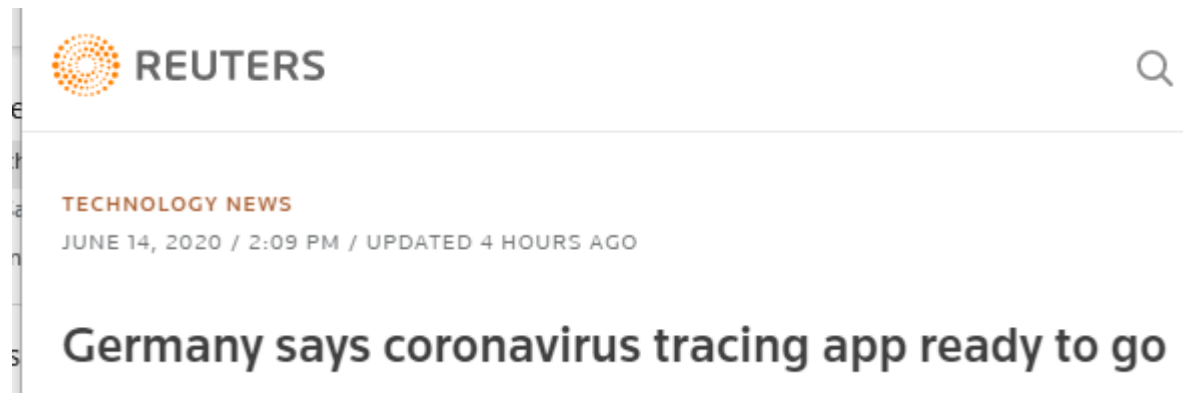 REUTERS
TECHNOLOGY NEWS
JUNE 14, 2020 / 2:09 PM / UPDATED 4 HOURS AGO
Germany says coronavirus tracing app ready to go